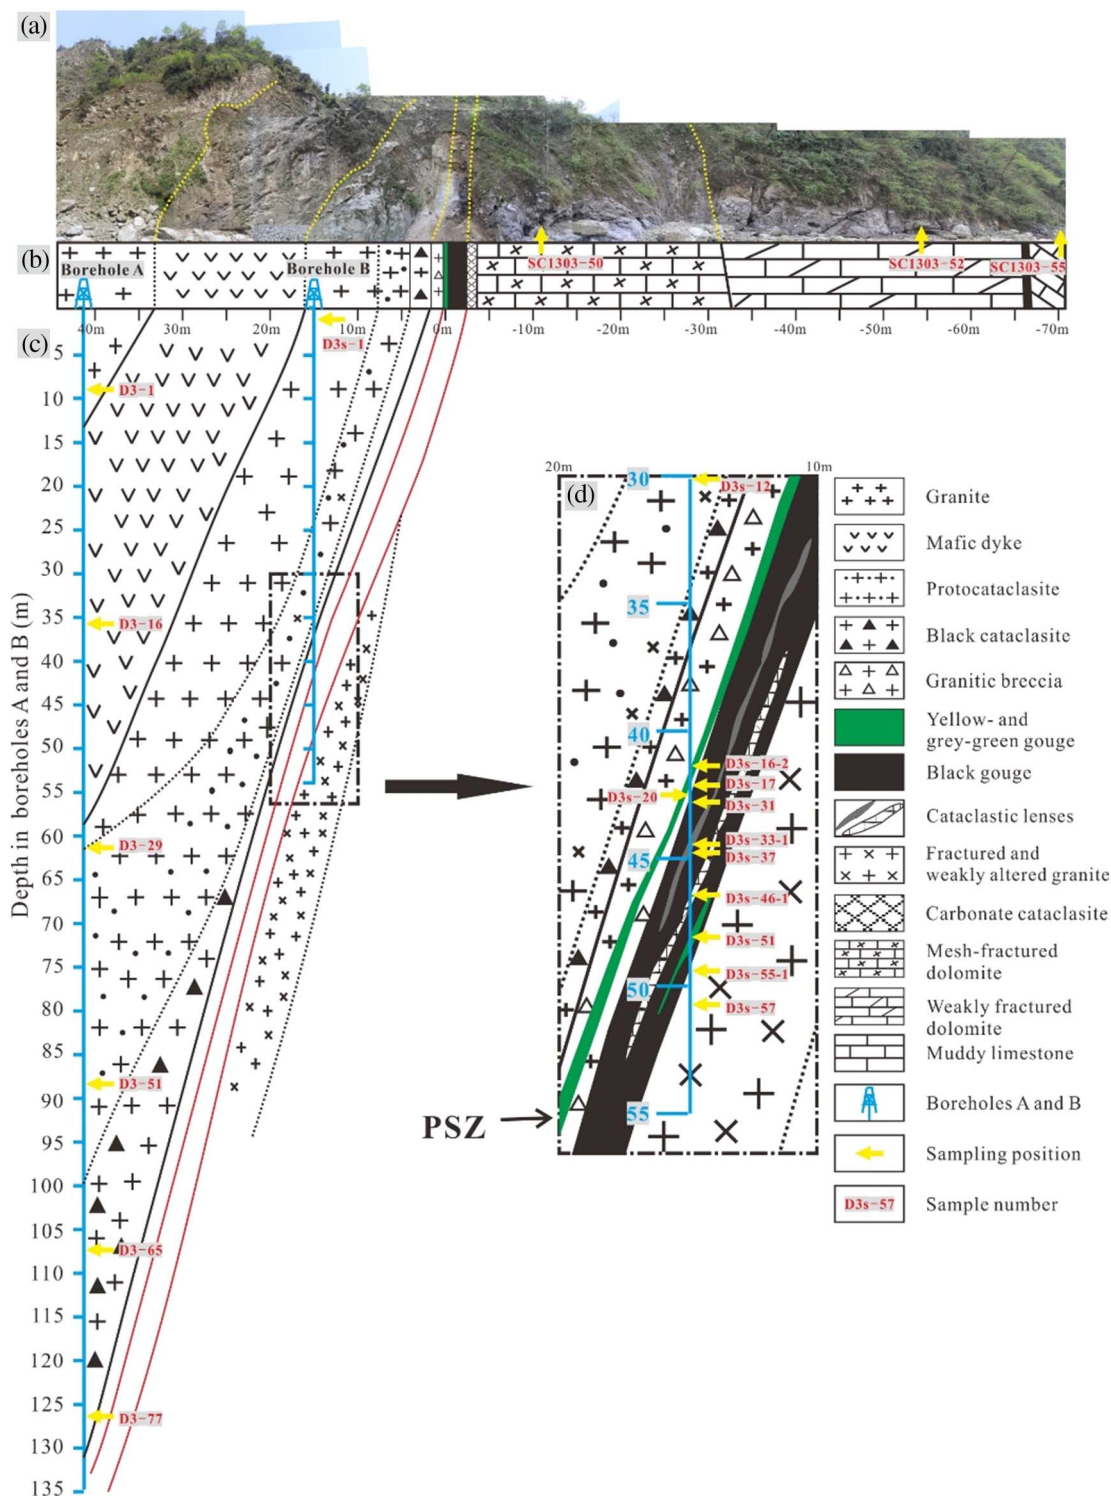 (a)
(b)
Borehole A
Borehole B
SC1303-50
SC1303-52
SC1303-55
40m
30m
20m
10m
0m
-10m
-20m
-30m
-40m
-50m
-60m
-70m
(c)
D3s-1
Depth in boreholes A and B (m)
5
10
15
20
25
30
35
40
45
50
55
60
65
70
75
80
85
90
95
100
105
110
115
120
125
130
135
D3-1
D3-16
D3-29
D3-51
D3-65
D3-77
20m
10m
(d)
30
35
40
45
50
55
D3s-12
D3s-16-2
D3s-17
D3s-20
D3s-31
D3s-33-1
D3s-37
D3s-46-1
D3s-51
D3s-55-1
D3s-57
PSZ
Granite
Mafic dyke
Protocataclasite
Black cataclasite
Granitic breccia
Yellow- and
grey-green gouge
Black gouge
Cataclastic lenses
Fractured and
weakly altered granite
Carbonate cataclasite
Mesh-fractured
dolomite
Weakly fractured
dolomite
Muddy limestone
Boreholes A and B
Sampling position
D3s-57
Sample number